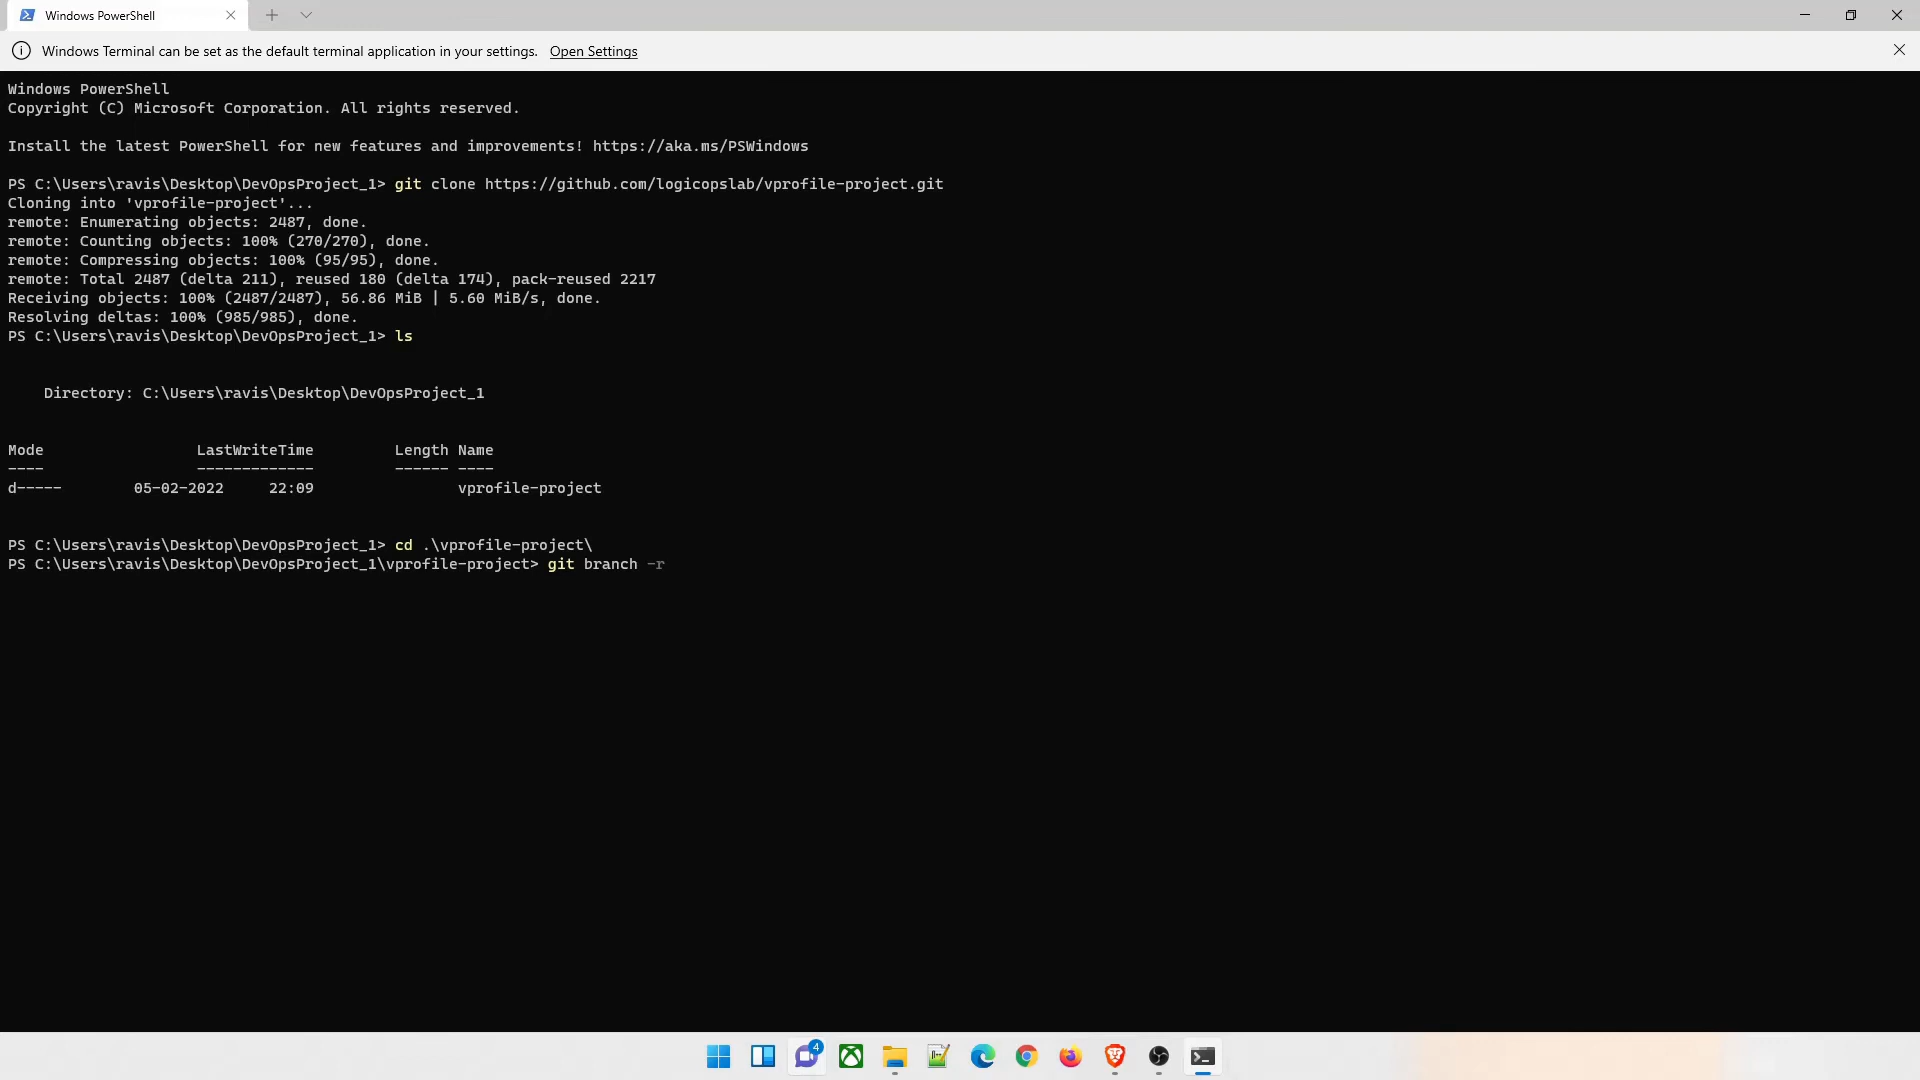 Windows PowerShell
Windows Terminal can be set as the default terminal application in your settings. Open Settings
Windows PowerShell
Copyright (C) Microsoft Corporation. All rights reserved.
Install the latest PowerShell for new features and improvements! https://aka.ms/PSWindows
PS C:\Users\ravis\Desktop\DevOpsProject_1> git clone https://github.com/logicopslab/vprofile-project.git
Cloning into 'vprofile-project'...
remote: Enumerating objects: 2487, done.
remote: Counting objects: 100% (270/270), done.
remote: Compressing objects: 100% (95/95), done.
remote: Total 2487 (delta 211), reused 180 (delta 174), pack-reused 2217
Receiving objects: 100% (2487/2487), 56.86 MiB | 5.60 MiB/s, done.
Resolving deltas: 100% (985/985), done.
PS C:\Users\ravis\Desktop\DevOpsProject_1> ls
Directory: C:\Users\ravis\Desktop\DevOpsProject_1
Mode LastWriteTime Length Name
---- ------------- ------ ----
d----- 05-02-2022 22:09 vprofile-project
PS C:\Users\ravis\Desktop\DevOpsProject_1> cd .\vprofile-project\
PS C:\Users\ravis\Desktop\DevOpsProject_1\vprofile-project> git branch -r
4